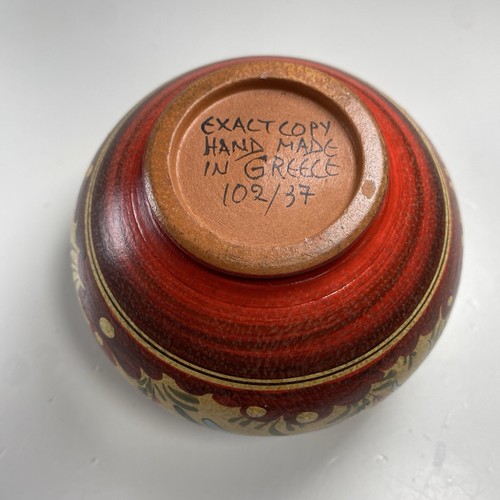 EXACT COPY
HAND MADE
IN GREECE
102/37